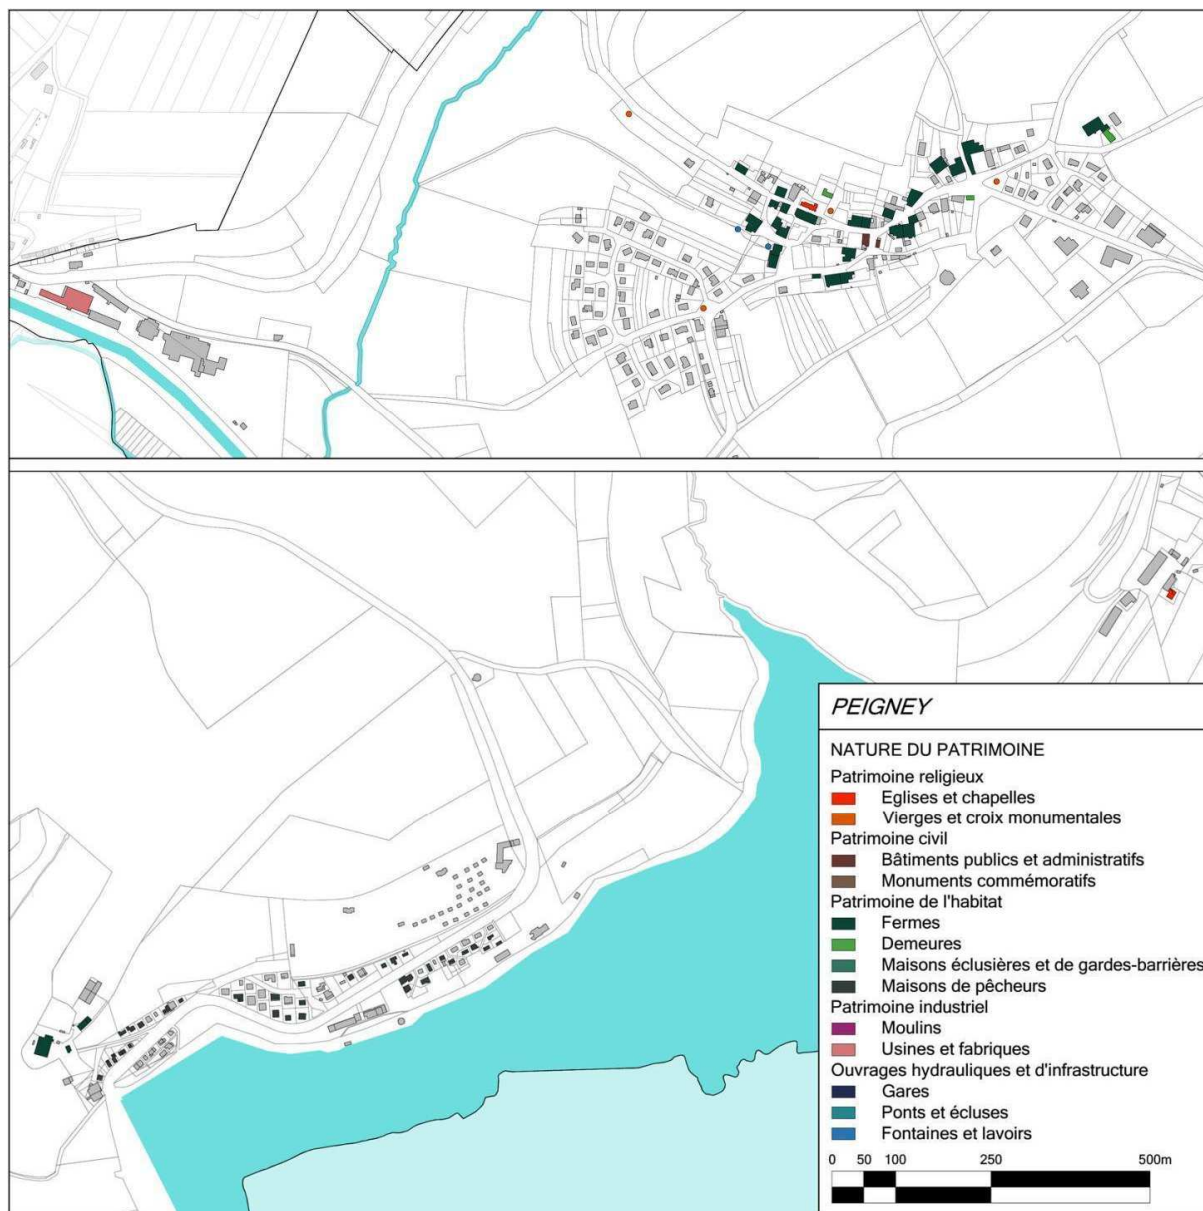 PEIGNEY
NATURE DU PATRIMOINE
Patrimoine religieux
Eglises et chapelles
Vierges et croix monumentales
Patrimoine civil
Bâtiments publics et administratifs
Monuments commémoratifs
Patrimoine de l'habitat
Fermes
Demeures
Maisons éclusières et de gardes-barrières
Maisons de pêcheurs
Patrimoine industriel
Moulins
Usines et fabriques
Ouvrages hydrauliques et d'infrastructure
Gares
Ponts et écluses
Fontaines et lavoirs
0 50 100 250 500m